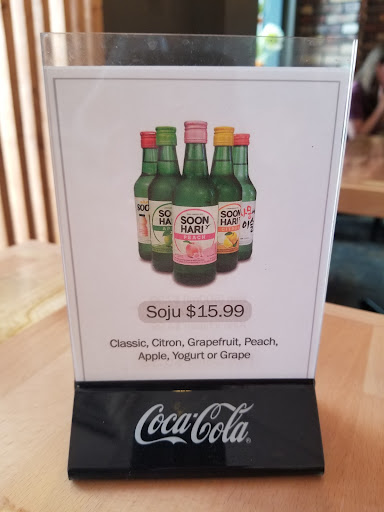 SOON
HARI
PEACH
SOON
HARI
Soju $15.99
Classic, Citron, Grapefruit, Peach,
Apple, Yogurt or Grape
Coca-Cola